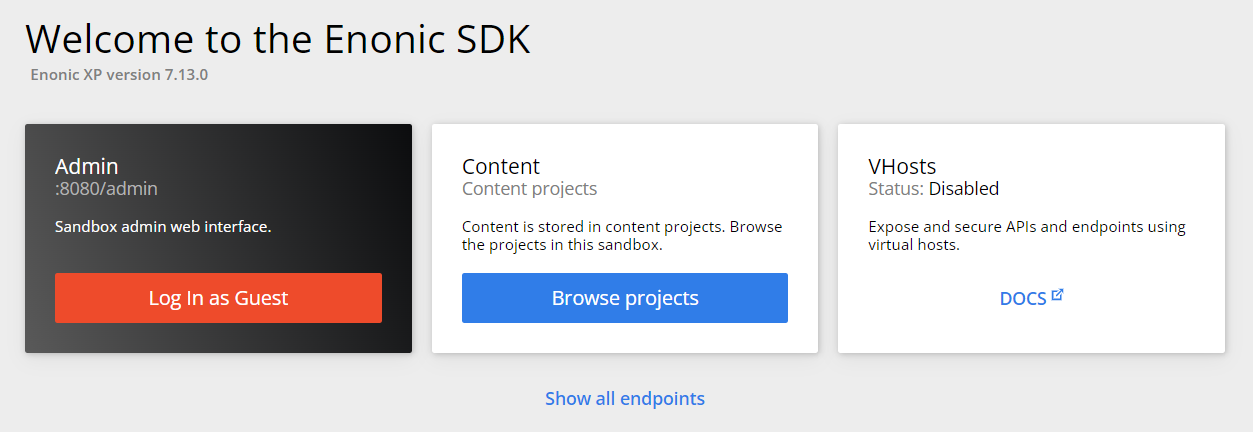 Welcome to the Enonic SDK
Enonic XP version 7.13.0
Admin
:8080/admin
Sandbox admin web interface.
Log In as Guest
Content
Content projects
Content is stored in content projects. Browse
the projects in this sandbox.
Browse projects
VHosts
Status: Disabled
Expose and secure APIs and endpoints using
virtual hosts.
DOCS
Show all endpoints